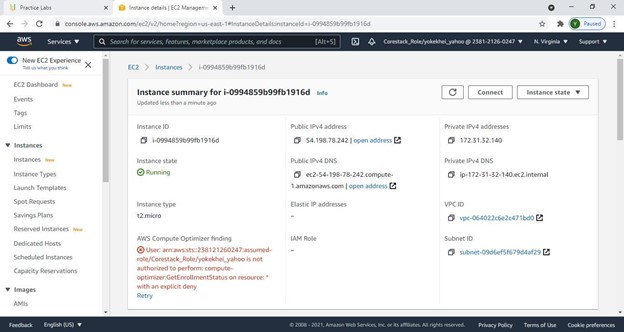 Practice Labs
Instance details | EC2 Managem
console.aws.amazon.com/ec2/v2/home?region=us-east-1#InstanceDetails:instanceId=i-0994859b99fb1916d
Paused
aws
Services
Search for services, features, marketplace products, and docs
[Alt+S]
Corestack_Role/yokekhei_yahoo @ 2381-2126-0247
N. Virginia
Support
New EC2 Experience
Tell us what you think
EC2 Dashboard New
Events
Tags
Limits
Instances
Instances New
Instance Types
Launch Templates
Spot Requests
Savings Plans
Reserved Instances New
Dedicated Hosts
Scheduled Instances
Capacity Reservations
Images
AMIs
EC2 > Instances > i-0994859b99fb1916d
Instance summary for i-0994859b99fb1916d Info
Updated less than a minute ago
Connect
Instance state
Instance ID
i-0994859b99fb1916d
Public IPv4 address
54.198.78.242 | open address
Private IPv4 addresses
172.31.32.140
Instance state
Running
Public IPv4 DNS
ec2-54-198-78-242.compute-
1.amazonaws.com | open address
Private IPv4 DNS
ip-172-31-32-140.ec2.internal
Instance type
t2.micro
Elastic IP addresses
–
VPC ID
vpc-064022c6e2c471bd0
AWS Compute Optimizer finding
User: arn:aws:sts::238121260247:assumed-
role/Corestack_Role/yokekhei_yahoo is not
authorized to perform: compute-
optimizer:GetEnrollmentStatus on resource: *
with an explicit deny
Retry
IAM Role
–
Subnet ID
subnet-09d6ef5f679d4af29
Feedback
English (US)
© 2008 - 2021, Amazon Web Services, Inc. or its affiliates. All rights reserved.
Privacy Policy
Terms of Use
Cookie preferences